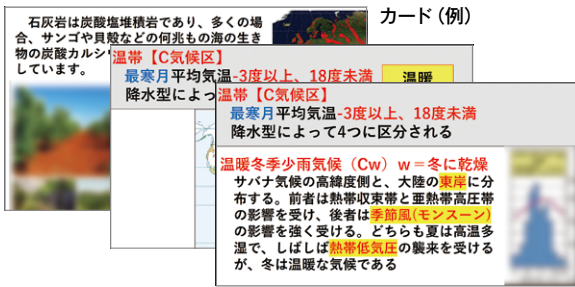 カード（例）
石灰岩は炭酸塩堆積岩であり、多くの場
合、サンゴや貝殻などの何兆もの海の生き
物の炭酸カルシ
しています。
温帯【C気候区】
最寒月平均気温-3度以上、18度未満
降水型によっ
温暖
温帯【C気候区】
最寒月平均気温-3度以上、18度未満
降水型によって4つに区分される
温暖冬季少雨気候（Cw）w＝冬に乾燥
サバナ気候の高緯度側と、大陸の東岸に分
布する。前者は熱帯収束帯と亜熱帯高圧帯
の影響を受け、後者は季節風(モンスーン)
の影響を強く受ける。どちらも夏は高温多
湿で、しばしば熱帯低気圧の襲来を受ける
が、冬は温暖な気候である